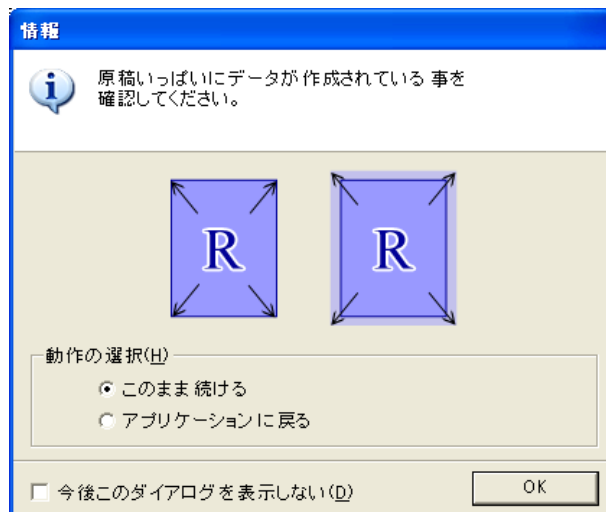 情報
原稿いっぱいにデータが作成されている事を
確認してください。
R
R
動作の選択(H)
このまま続ける
アプリケーションに戻る
今後このダイアログを表示しない(D)
OK